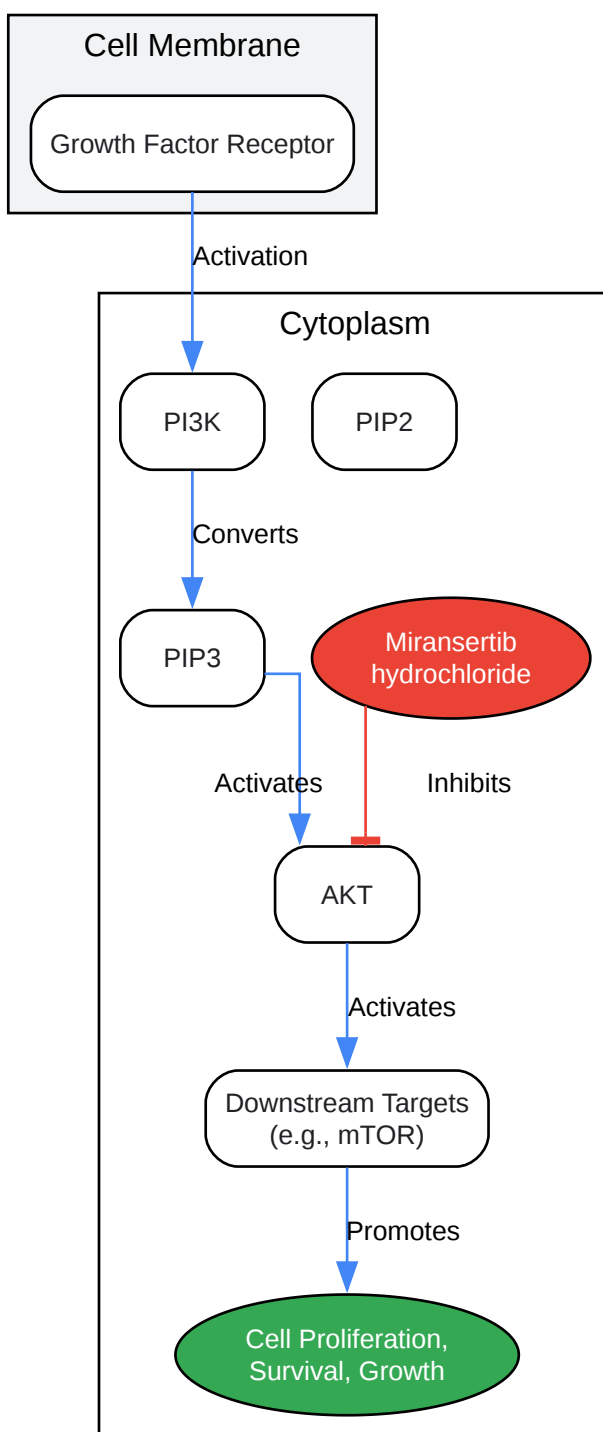 Cell Membrane
Growth Factor Receptor
Activation
Cytoplasm
PI3K
PIP2
Converts
PIP3
Miransertib
hydrochloride
Activates
Inhibits
AKT
Activates
Downstream Targets
(e.g., mTOR)
Promotes
Cell Proliferation,
Survival, Growth